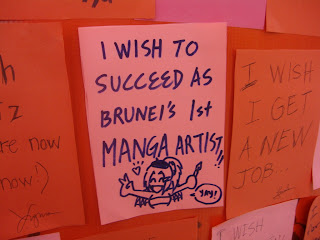 I WISH TO
SUCCEED AS
BRUNEI'S 1st
MANGA ARTIST!!
YAY!
I WISH
I GET
A NEW
JOB...
re now
now!)
I WISH